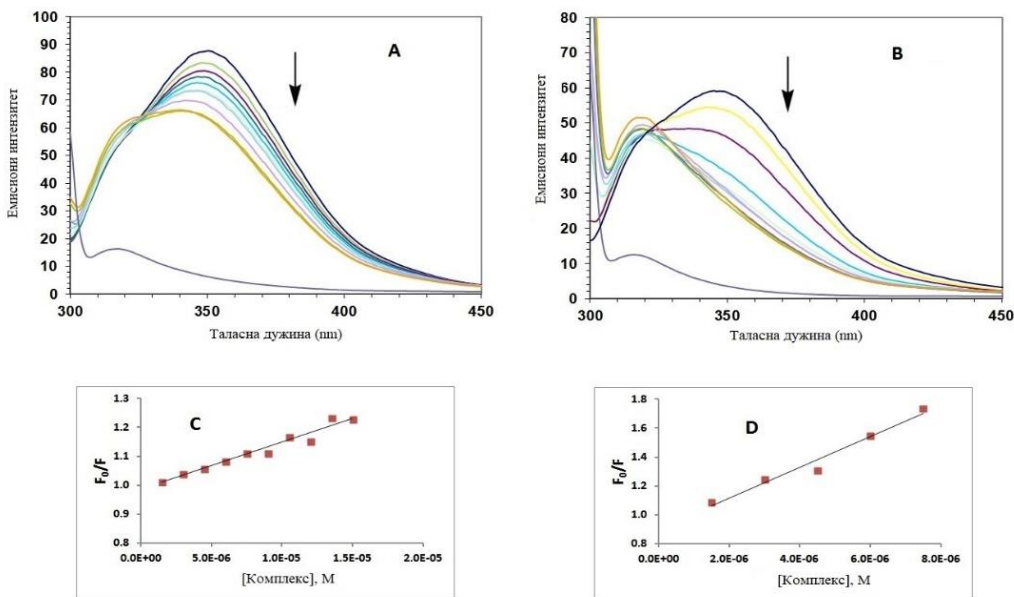 A
Емисиони интензитет
100
90
80
70
60
50
40
30
20
10
0
300
350
400
450
Таласна дужина (nm)
B
Емисиони интензитет
80
70
60
50
40
30
20
10
0
300
350
400
450
Таласна дужина (nm)
C
F₀/F
1.3
1.2
1.1
1.0
0.9
0.8
0.0E+00 5.0E-06 1.0E-05 1.5E-05 2.0E-05
[Комплекс], M
D
F₀/F
1.8
1.6
1.4
1.2
1.0
0.8
0.0E+00 2.0E-06 4.0E-06 6.0E-06 8.0E-06
[Комплекс], M